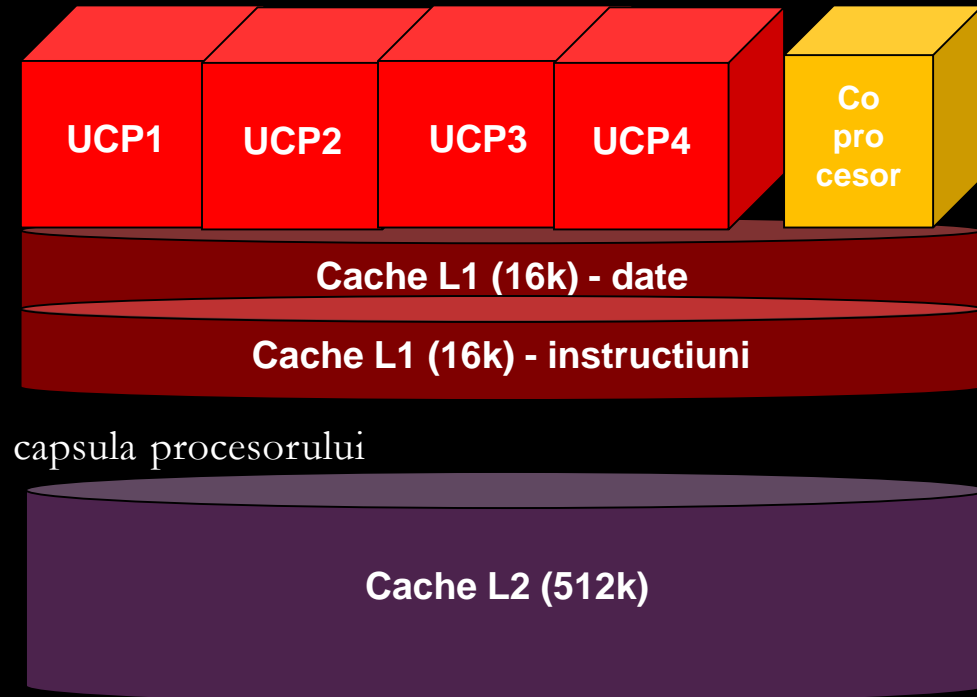 UCP1
UCP2
UCP3
UCP4
Co
pro
cesor
Cache L1 (16k) - date
Cache L1 (16k) - instructiuni
capsula procesorului
Cache L2 (512k)